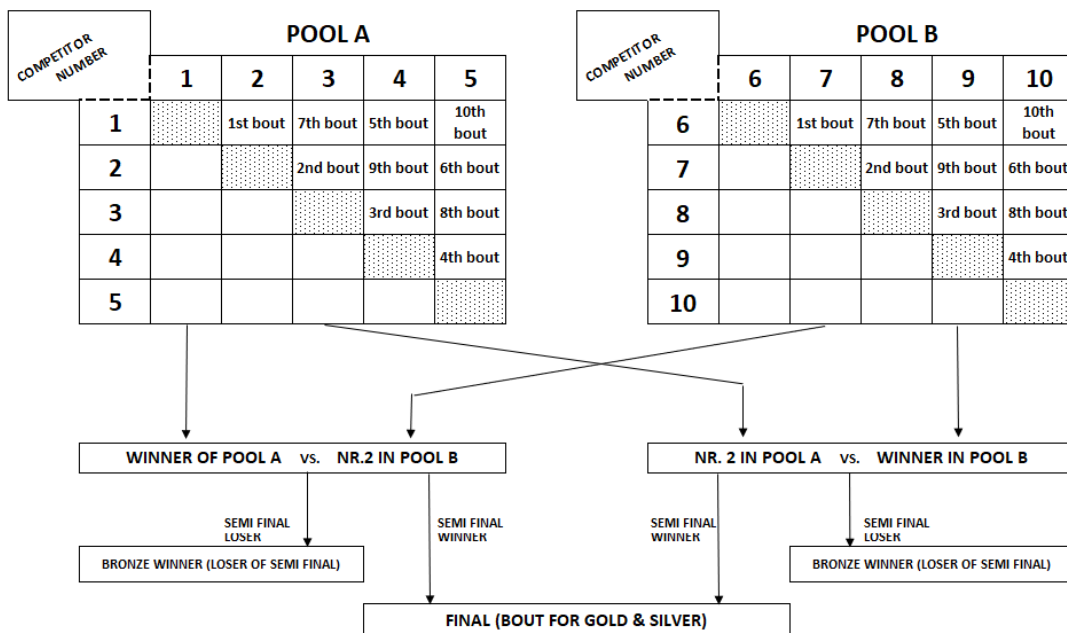 POOL A
POOL B
COMPETITOR
NUMBER
1 2 3 4 5
COMPETITOR
NUMBER
6 7 8 9 10
1 1st bout 7th bout 5th bout 10th
bout
6 1st bout 7th bout 5th bout 10th
bout
2 2nd bout 9th bout 6th bout
7 2nd bout 9th bout 6th bout
3 3rd bout 8th bout
8 3rd bout 8th bout
4 4th bout
9 4th bout
5
10
WINNER OF POOL A vs. NR.2 IN POOL B
NR. 2 IN POOL A vs. WINNER IN POOL B
SEMI FINAL
LOSER
SEMI FINAL
WINNER
SEMI FINAL
WINNER
SEMI FINAL
LOSER
BRONZE WINNER (LOSER OF SEMI FINAL)
BRONZE WINNER (LOSER OF SEMI FINAL)
FINAL (BOUT FOR GOLD & SILVER)